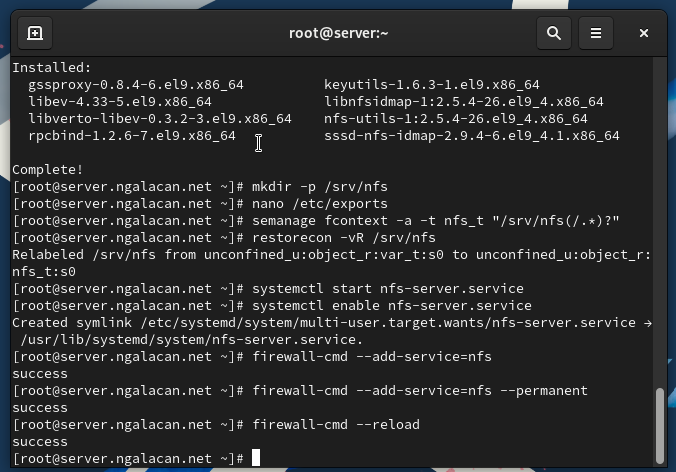 root@server:~
Installed:
  gssproxy-0.8.4-6.el9.x86_64          keyutils-1.6.3-1.el9.x86_64
  libev-4.33-5.el9.x86_64              libnfsidmap-1:2.5.4-26.el9_4.x86_64
  libverto-libev-0.3.2-3.el9.x86_64    nfs-utils-1:2.5.4-26.el9_4.x86_64
  rpcbind-1.2.6-7.el9.x86_64           sssd-nfs-idmap-2.9.4-6.el9_4.1.x86_64
Complete!
[root@server.ngalacan.net ~]# mkdir -p /srv/nfs
[root@server.ngalacan.net ~]# nano /etc/exports
[root@server.ngalacan.net ~]# semanage fcontext -a -t nfs_t "/srv/nfs(/.*)?"
[root@server.ngalacan.net ~]# restorecon -vR /srv/nfs
Relabeled /srv/nfs from unconfined_u:object_r:var_t:s0 to unconfined_u:object_r:
nfs_t:s0
[root@server.ngalacan.net ~]# systemctl start nfs-server.service
[root@server.ngalacan.net ~]# systemctl enable nfs-server.service
Created symlink /etc/systemd/system/multi-user.target.wants/nfs-server.service →
 /usr/lib/systemd/system/nfs-server.service.
[root@server.ngalacan.net ~]# firewall-cmd --add-service=nfs
success
[root@server.ngalacan.net ~]# firewall-cmd --add-service=nfs --permanent
success
[root@server.ngalacan.net ~]# firewall-cmd --reload
success
[root@server.ngalacan.net ~]#